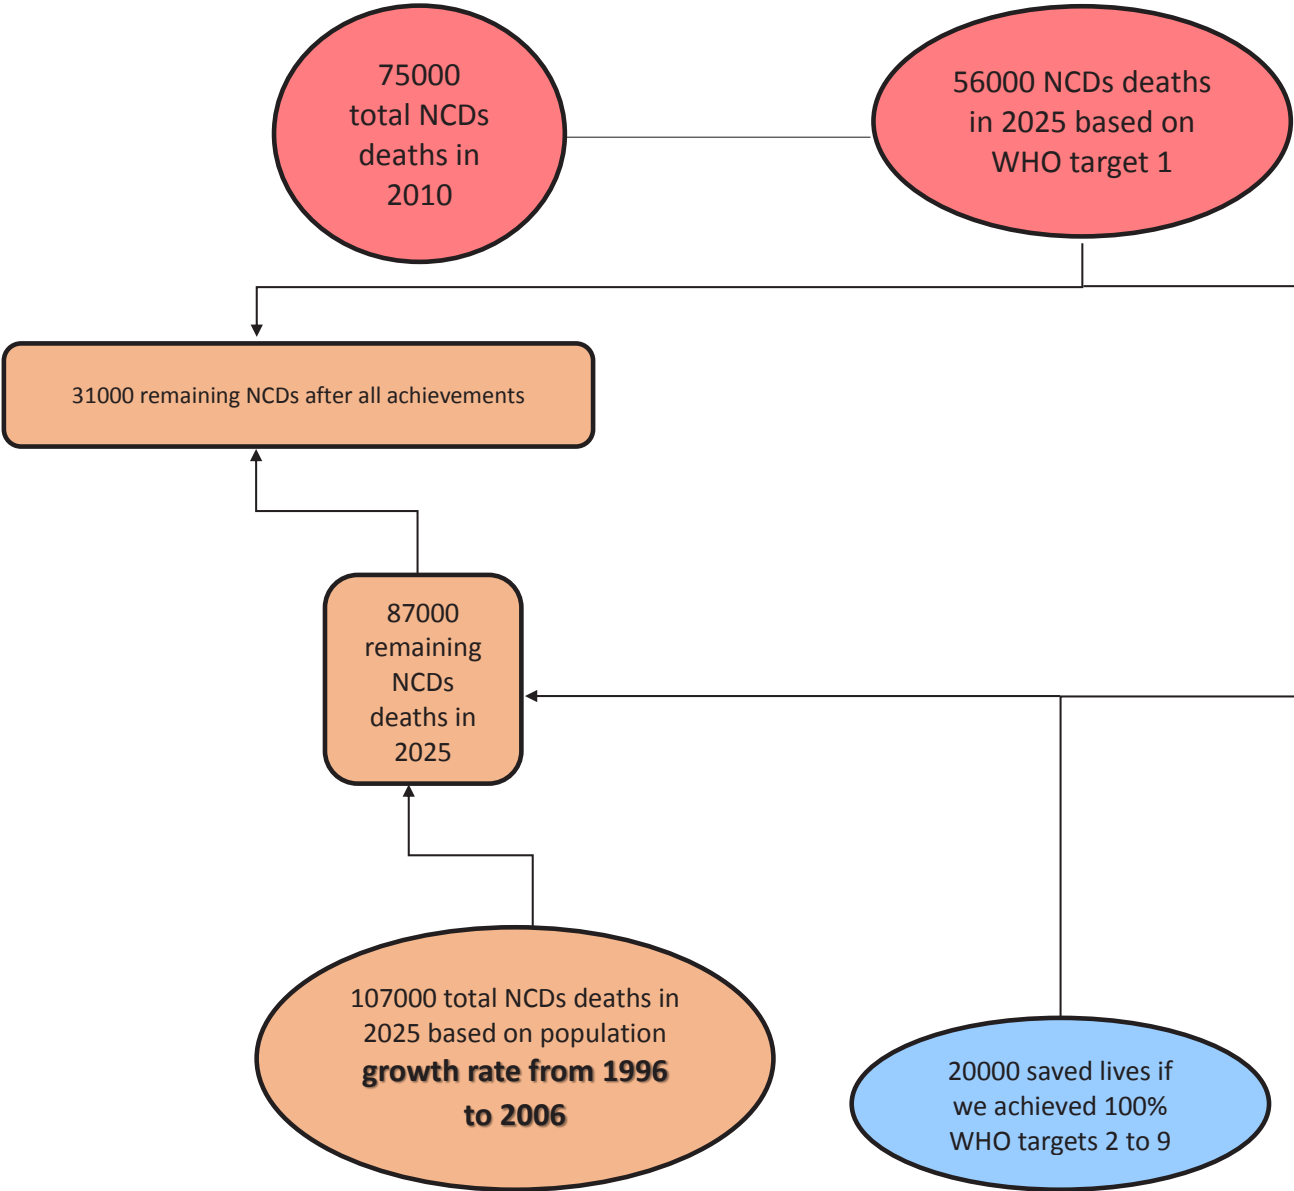 75000
total NCDs
deaths in
2010
56000 NCDs deaths
in 2025 based on
WHO target 1
31000 remaining NCDs after all achievements
87000
remaining
NCDs
deaths in
2025
107000 total NCDs deaths in
2025 based on population
growth rate from 1996
to 2006
20000 saved lives if
we achieved 100%
WHO targets 2 to 9